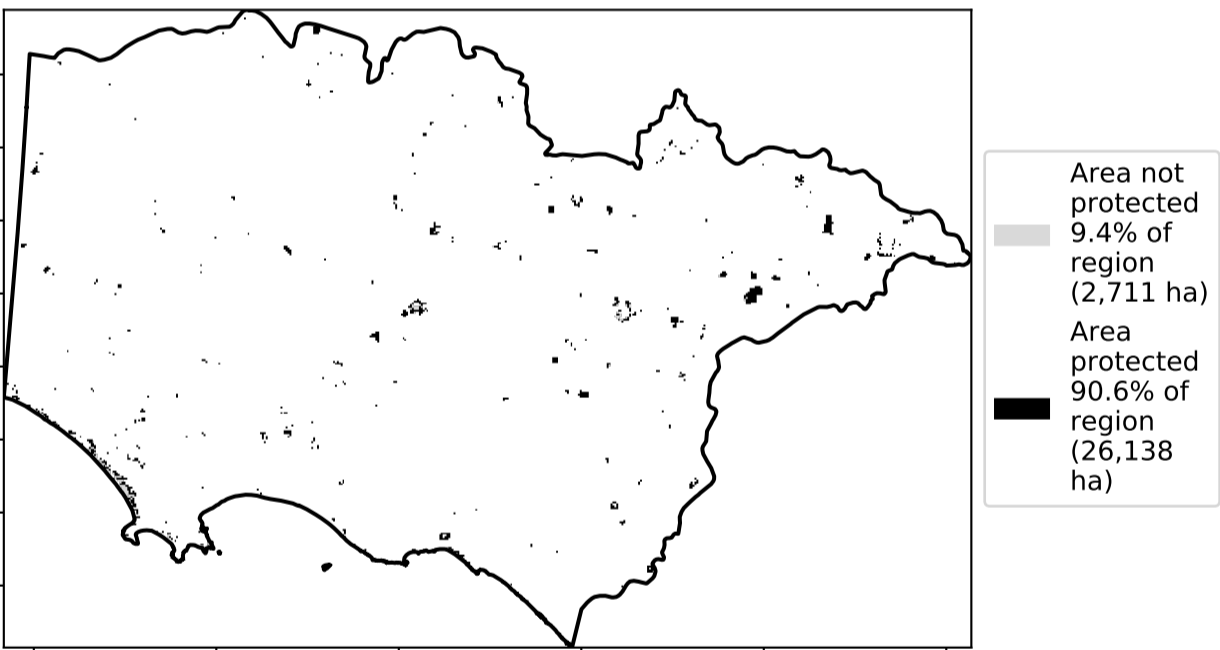 Area not
protected
9.4% of
region
(2,711 ha)
Area
protected
90.6% of
region
(26,138
ha)